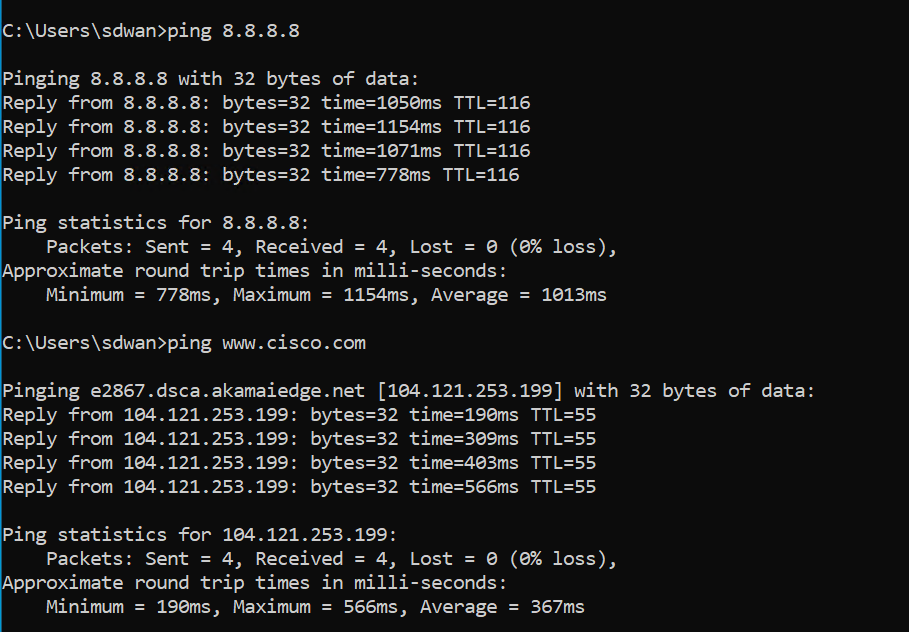 C:\Users\sdwan>ping 8.8.8.8
Pinging 8.8.8.8 with 32 bytes of data:
Reply from 8.8.8.8: bytes=32 time=1050ms TTL=116
Reply from 8.8.8.8: bytes=32 time=1154ms TTL=116
Reply from 8.8.8.8: bytes=32 time=1071ms TTL=116
Reply from 8.8.8.8: bytes=32 time=778ms TTL=116
Ping statistics for 8.8.8.8:
    Packets: Sent = 4, Received = 4, Lost = 0 (0% loss),
Approximate round trip times in milli-seconds:
    Minimum = 778ms, Maximum = 1154ms, Average = 1013ms
C:\Users\sdwan>ping www.cisco.com
Pinging e2867.dsca.akamaiedge.net [104.121.253.199] with 32 bytes of data:
Reply from 104.121.253.199: bytes=32 time=190ms TTL=55
Reply from 104.121.253.199: bytes=32 time=309ms TTL=55
Reply from 104.121.253.199: bytes=32 time=403ms TTL=55
Reply from 104.121.253.199: bytes=32 time=566ms TTL=55
Ping statistics for 104.121.253.199:
    Packets: Sent = 4, Received = 4, Lost = 0 (0% loss),
Approximate round trip times in milli-seconds:
    Minimum = 190ms, Maximum = 566ms, Average = 367ms